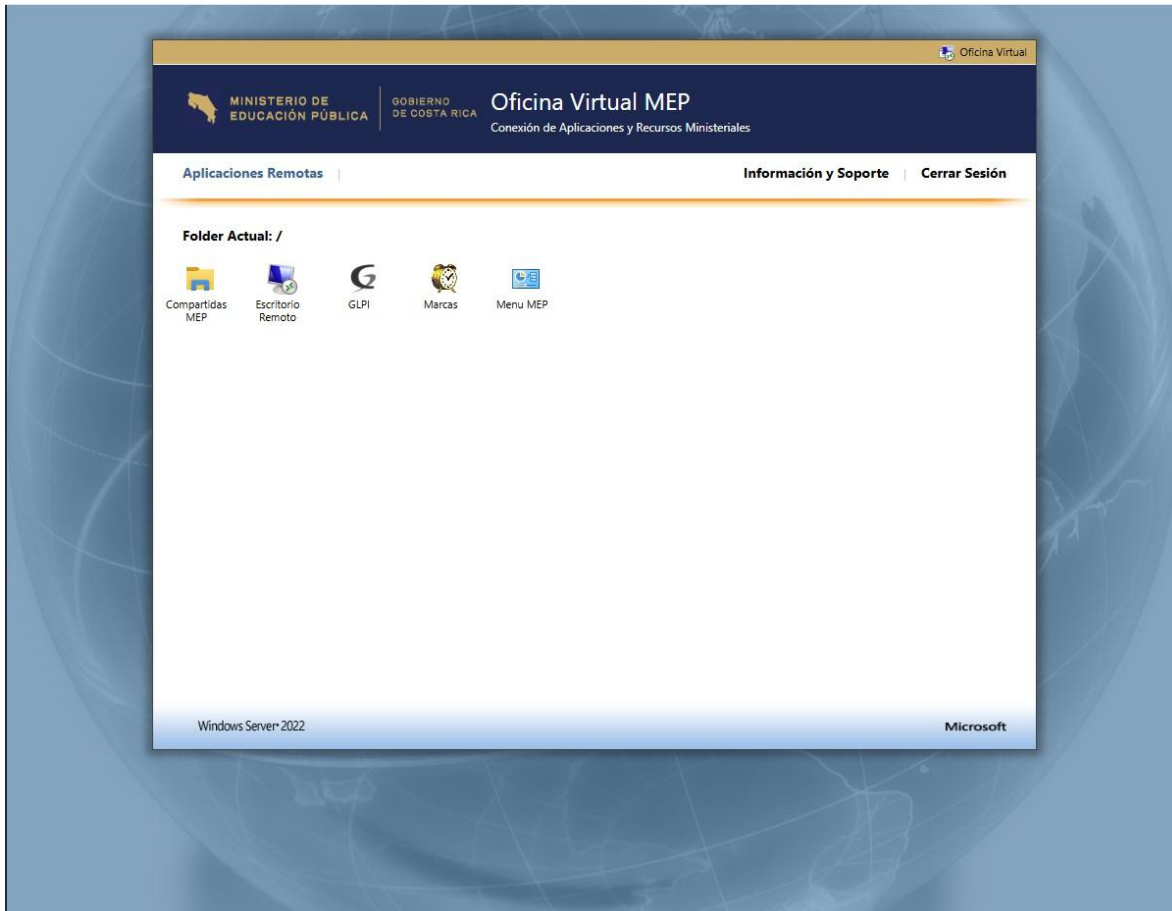 Oficina Virtual
MINISTERIO DE
EDUCACIÓN PÚBLICA
GOBIERNO
DE COSTA RICA
Oficina Virtual MEP
Conexión de Aplicaciones y Recursos Ministeriales
Aplicaciones Remotas
Información y Soporte
Cerrar Sesión
Folder Actual: /
Compartidas
MEP
Escritorio
Remoto
GLPI
Marcas
Menu MEP
Windows Server 2022
Microsoft